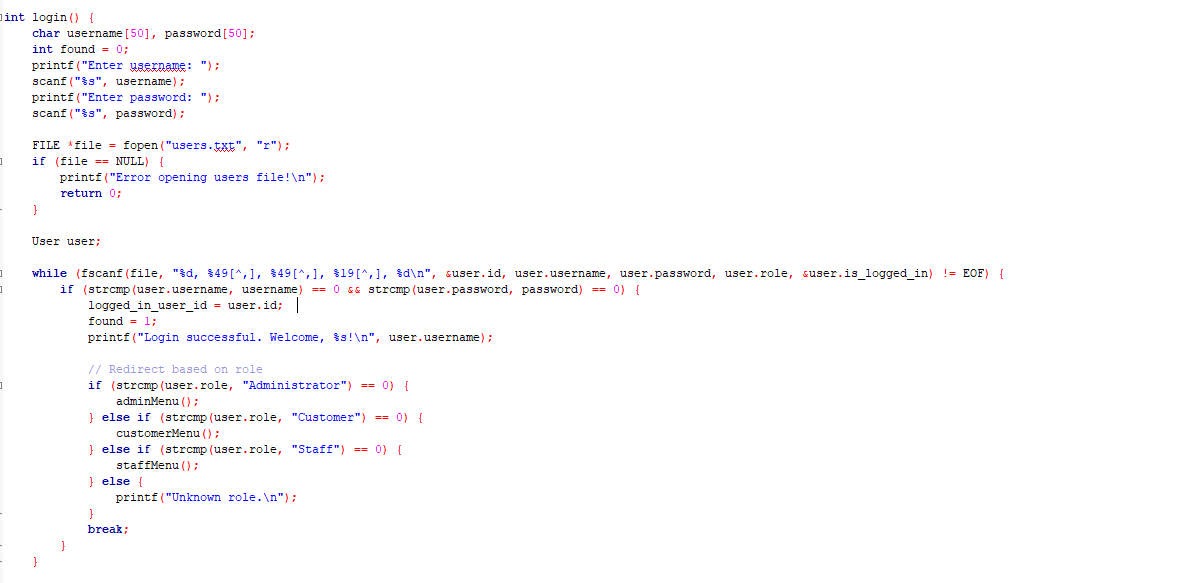 int login() {
    char username[50], password[50];
    int found = 0;
    printf("Enter username: ");
    scanf("%s", username);
    printf("Enter password: ");
    scanf("%s", password);

    FILE *file = fopen("users.txt", "r");
    if (file == NULL) {
        printf("Error opening users file!\n");
        return 0;
    }

    User user;

    while (fscanf(file, "%d, %49[^,], %49[^,], %19[^,], %d\n", &user.id, user.username, user.password, user.role, &user.is_logged_in) != EOF) {
        if (strcmp(user.username, username) == 0 && strcmp(user.password, password) == 0) {
            logged_in_user_id = user.id;
            found = 1;
            printf("Login successful. Welcome, %s!\n", user.username);

            // Redirect based on role
            if (strcmp(user.role, "Administrator") == 0) {
                adminMenu();
            } else if (strcmp(user.role, "Customer") == 0) {
                customerMenu();
            } else if (strcmp(user.role, "Staff") == 0) {
                staffMenu();
            } else {
                printf("Unknown role.\n");
            }
            break;
        }
    }